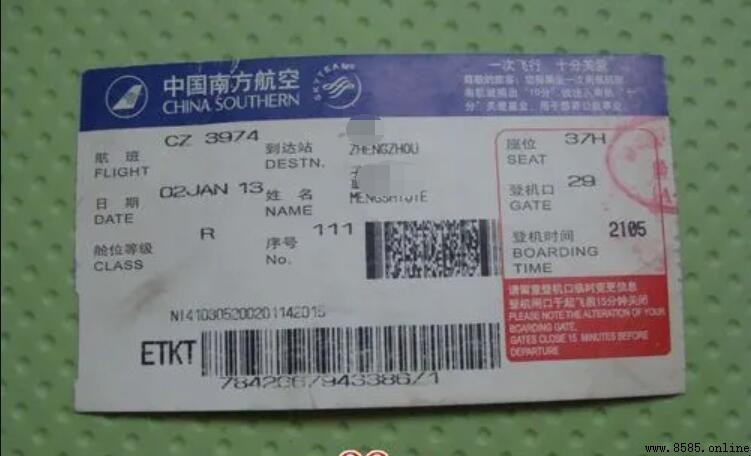 中国南方航空
CHINA SOUTHERN
SKYTEAM
一次飞行 十分关爱
航班 CZ 3974
FLIGHT
到达站 ZHENGZHOU
DESTN.
座位 37H
SEAT
日期 02JAN 13
DATE
姓名
NAME
登机口 29
GATE
舱位等级 R
CLASS
序号 111
No.
登机时间 2105
BOARDING
TIME
请留意登机口临时变更信息
登机闸口于起飞前15分钟关闭
PLEASE NOTE THE ALTERATION OF YOUR
BOARDING GATE.
GATES CLOSE 15 MINUTES BEFORE
DEPARTURE
ETKT
www.8585.online